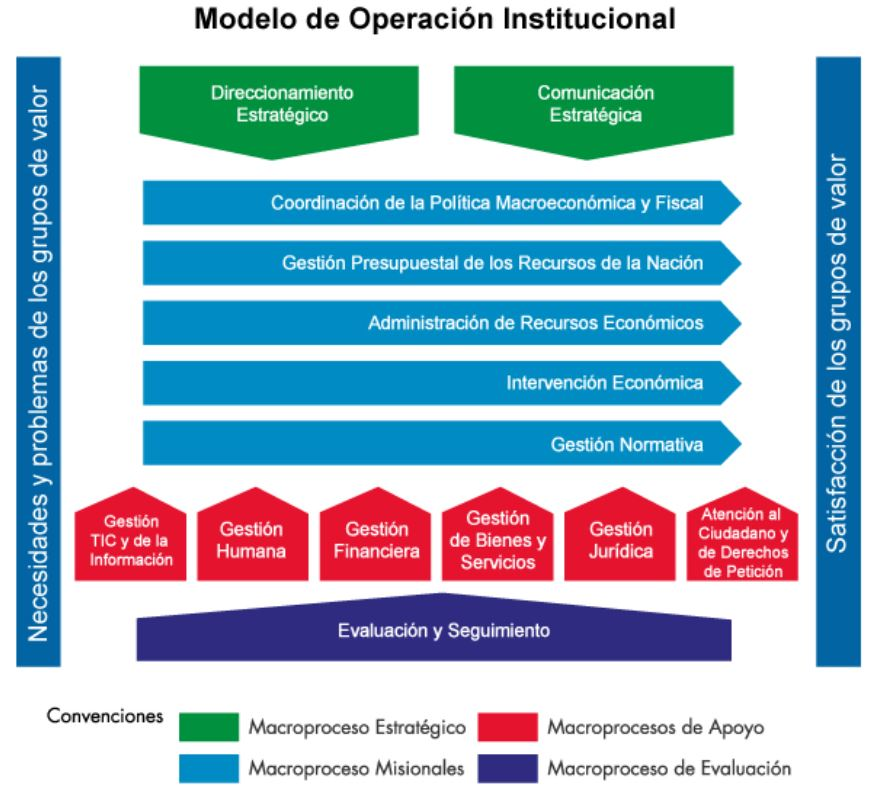 Modelo de Operación Institucional
Necesidades y problemas de los grupos de valor
Direccionamiento
Estratégico
Comunicación
Estratégica
Coordinación de la Política Macroeconómica y Fiscal
Gestión Presupuestal de los Recursos de la Nación
Administración de Recursos Económicos
Intervención Económica
Gestión Normativa
Gestión
TIC y de la
Información
Gestión
Humana
Gestión
Financiera
Gestión
de Bienes y
Servicios
Gestión
Jurídica
Atención al
Ciudadano y
de Derechos
de Petición
Evaluación y Seguimiento
Satisfacción de los grupos de valor
Convenciones
Macroproceso Estratégico
Macroprocesos de Apoyo
Macroproceso Misionales
Macroproceso de Evaluación